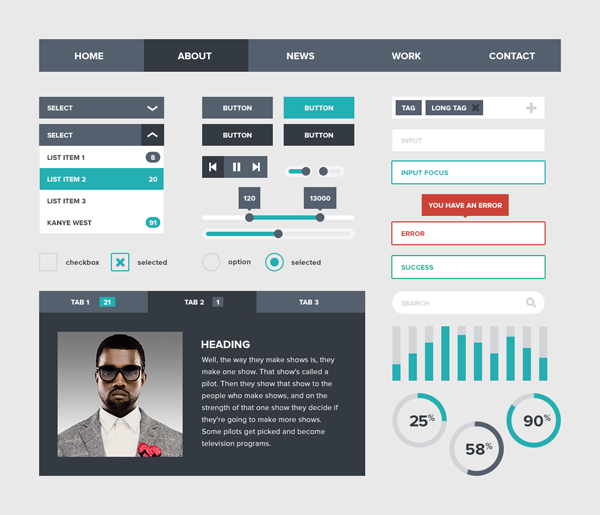 HOME ABOUT NEWS WORK CONTACT
SELECT
SELECT
LIST ITEM 1 8
LIST ITEM 2 20
LIST ITEM 3
KANYE WEST 91
checkbox selected
BUTTON BUTTON
BUTTON BUTTON
120 13000
option selected
TAG LONG TAG
INPUT
INPUT FOCUS
YOU HAVE AN ERROR
ERROR
SUCCESS
SEARCH
TAB 1 21 TAB 2 1 TAB 3
HEADING
Well, the way they make shows is, they
make one show. That show's called a
pilot. Then they show that show to the
people who make shows, and on the
strength of that one show they decide if
they're going to make more shows.
Some pilots get picked and become
television programs.
25%
58%
90%